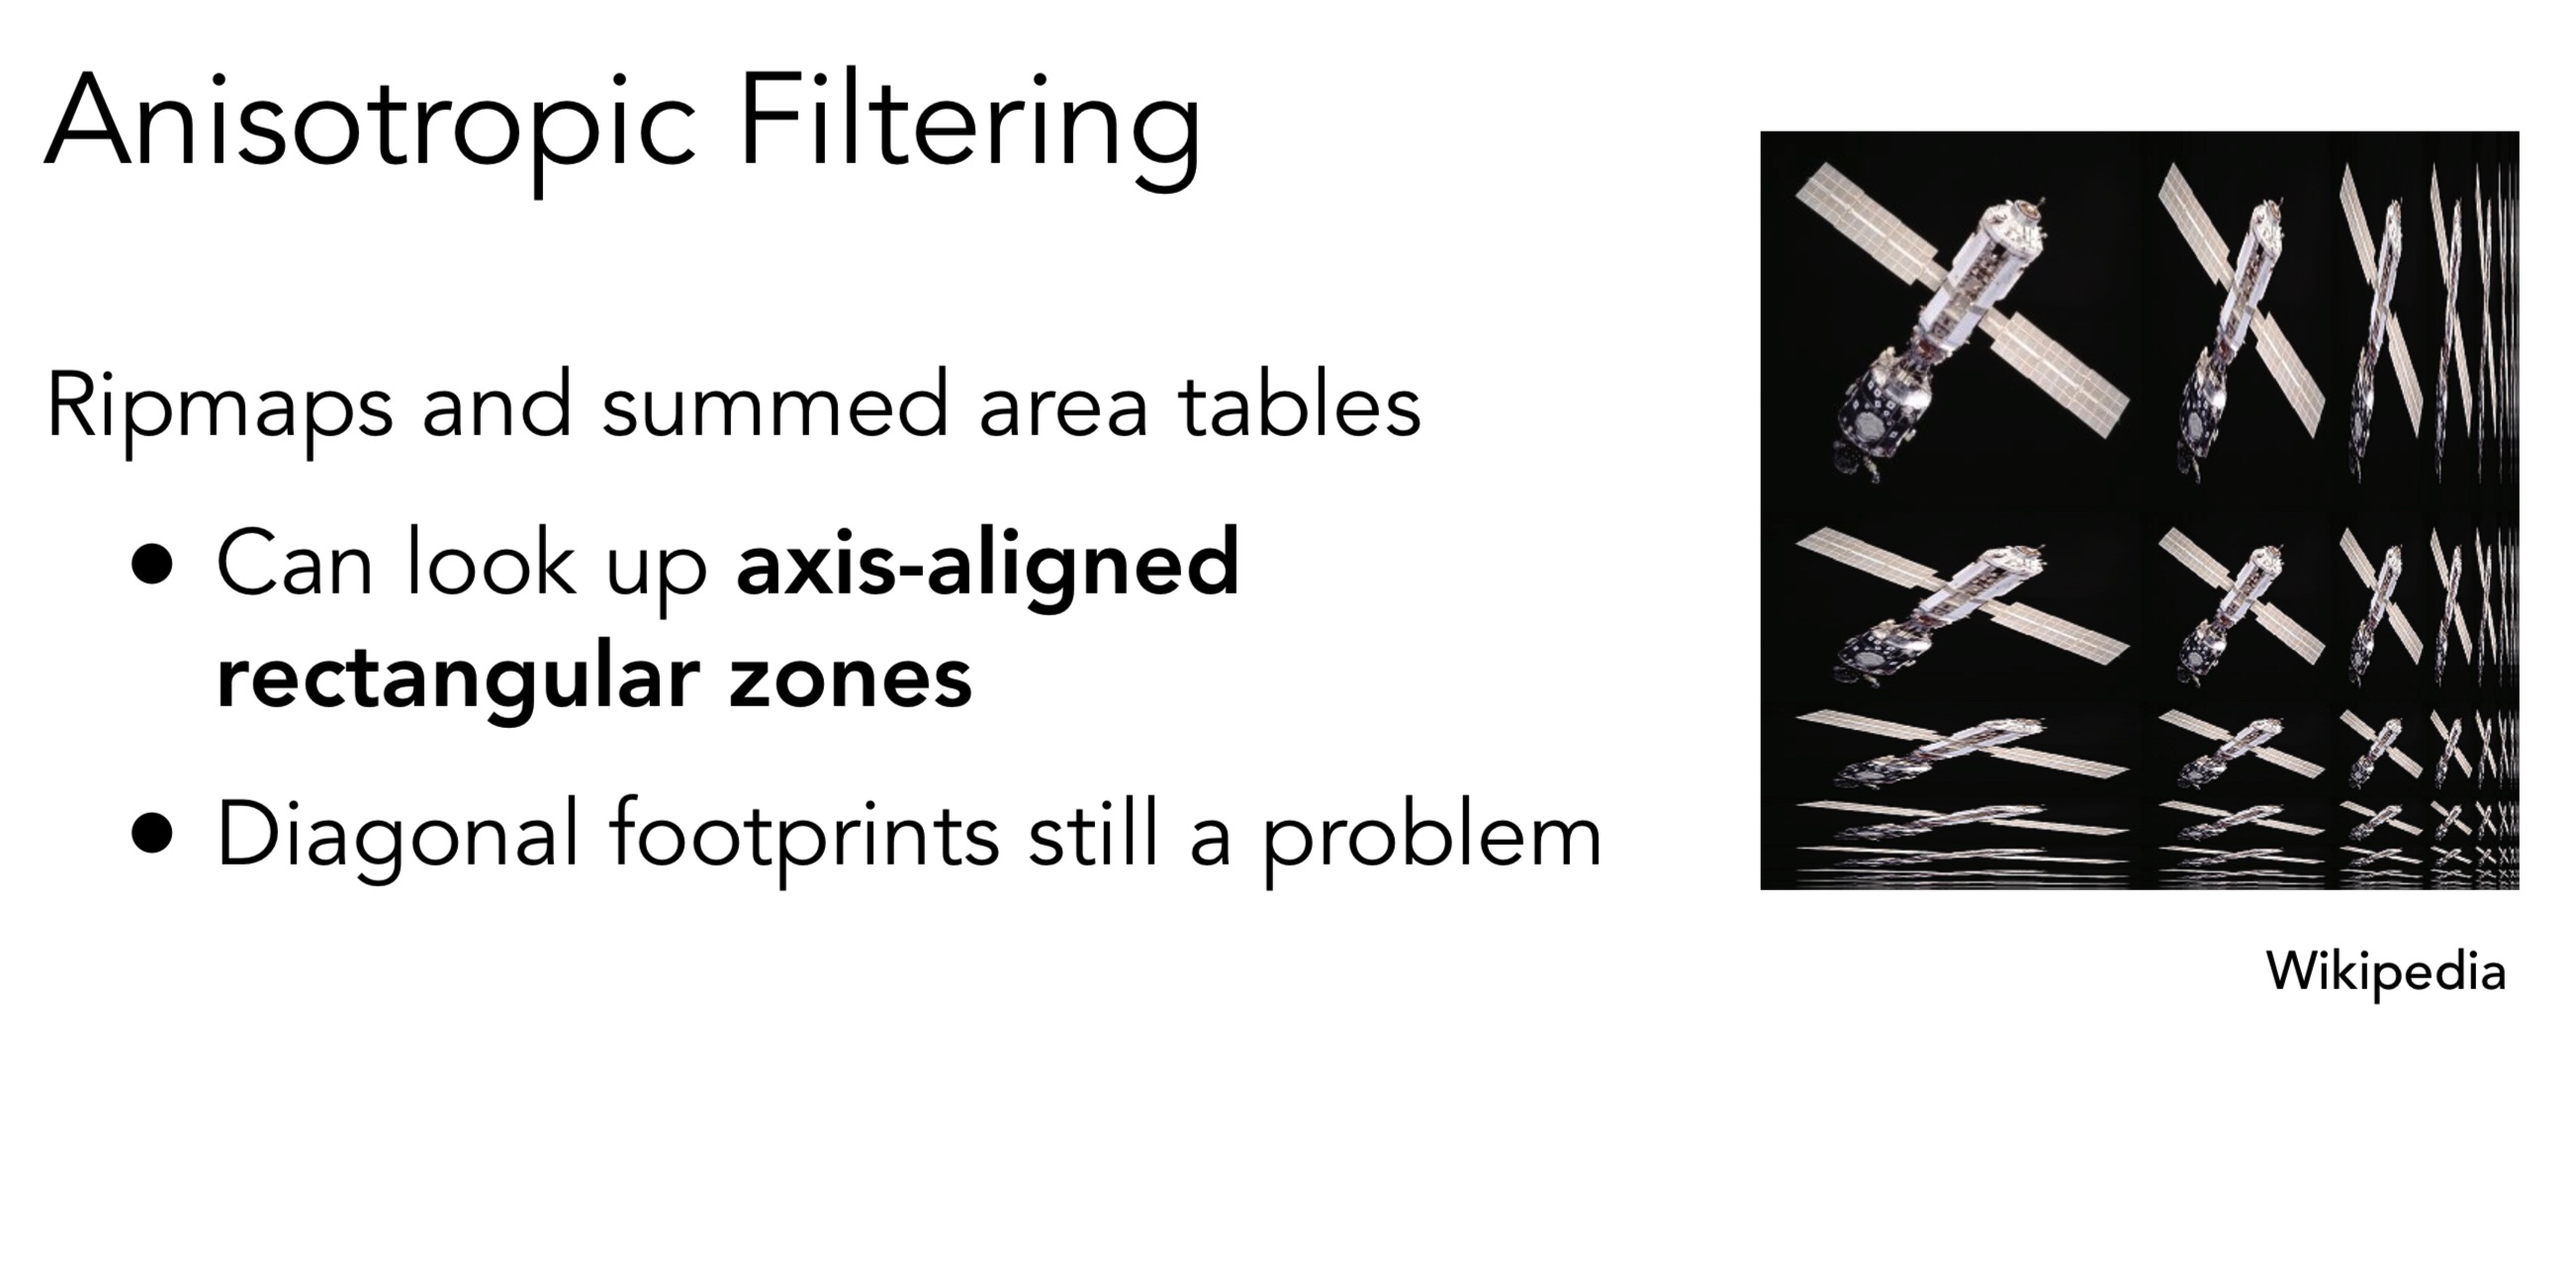 Anisotropic Filtering
Ripmaps and summed area tables
• Can look up axis-aligned
rectangular zones
• Diagonal footprints still a problem
Wikipedia